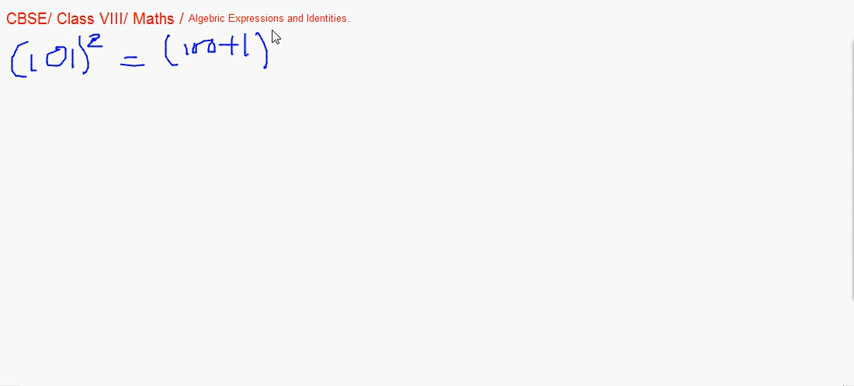 CBSE/ Class VIII/ Maths / Algebric Expressions and Identities.
(101)² = (100+1)